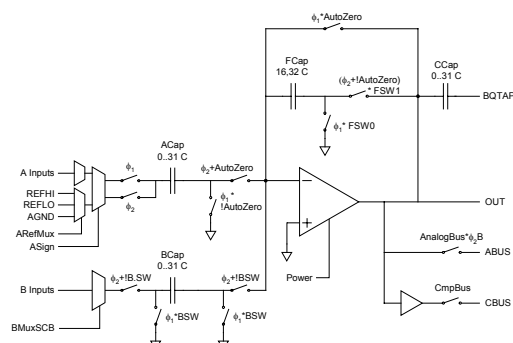 ϕ1*AutoZero
FCap
16,32 C
(ϕ2+!AutoZero)
* FSW1
CCap
0..31 C
BQTAP
ϕ1* FSW0
ACap
0..31 C
A Inputs
ϕ1
ϕ2+AutoZero
REFHI
REFLO
AGND
ϕ2
ϕ1*
!AutoZero
ARefMux
ASign
OUT
BCap
0..31 C
Power
AnalogBus*ϕ2B
ABUS
B Inputs
ϕ2+!B.SW
ϕ2+!BSW
CmpBus
CBUS
ϕ1*BSW
ϕ1*BSW
BMuxSCB